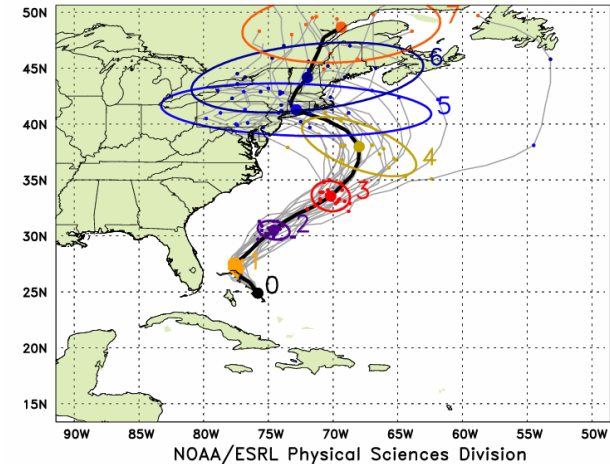 50N
7
45N
6
5
40N
4
35N
3
30N
2
1
25N
0
20N
15N
90W 85W 80W 75W 70W 65W 60W 55W 50W
NOAA/ESRL Physical Sciences Division